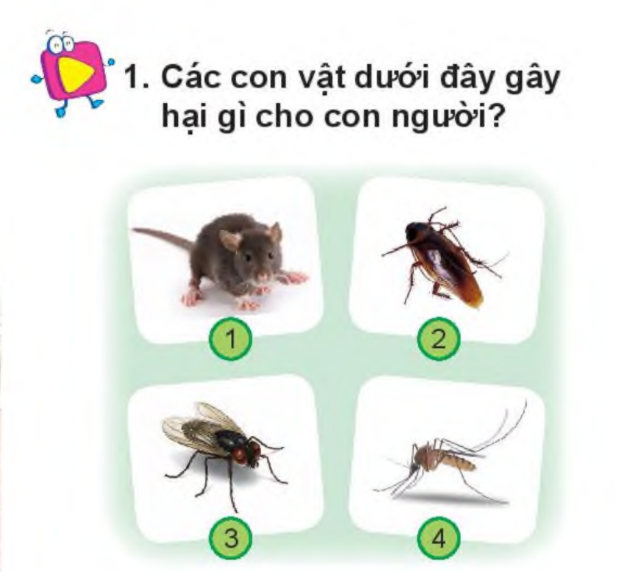 1. Các con vật dưới đây gây
hại gì cho con người?
1
2
3
4